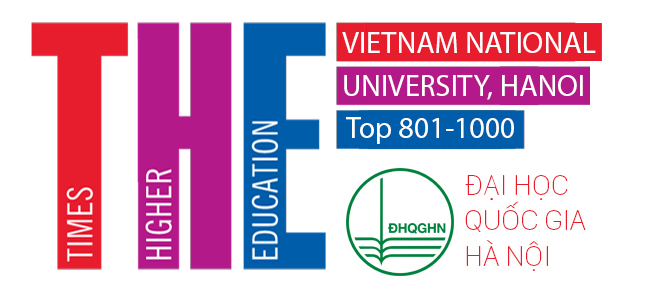 THE
TIMES
HIGHER
EDUCATION
VIETNAM NATIONAL
UNIVERSITY, HANOI
Top 801-1000
ĐHQGHN
ĐẠI HỌC
QUỐC GIA
HÀ NỘI